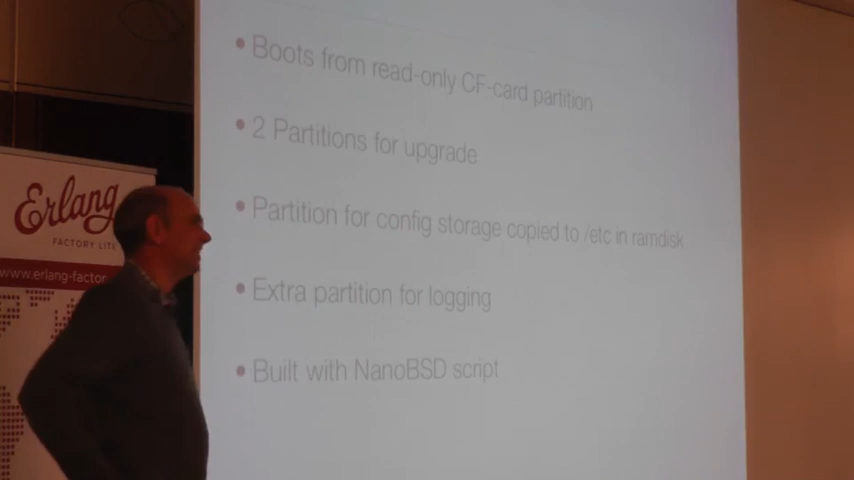 • Boots from read-only CF-card partition
• 2 Partitions for upgrade
• Partition for config storage copied to /etc in ramdisk
• Extra partition for logging
• Built with NanoBSD script
Erlang
FACTORY LITE
www.erlang-factor